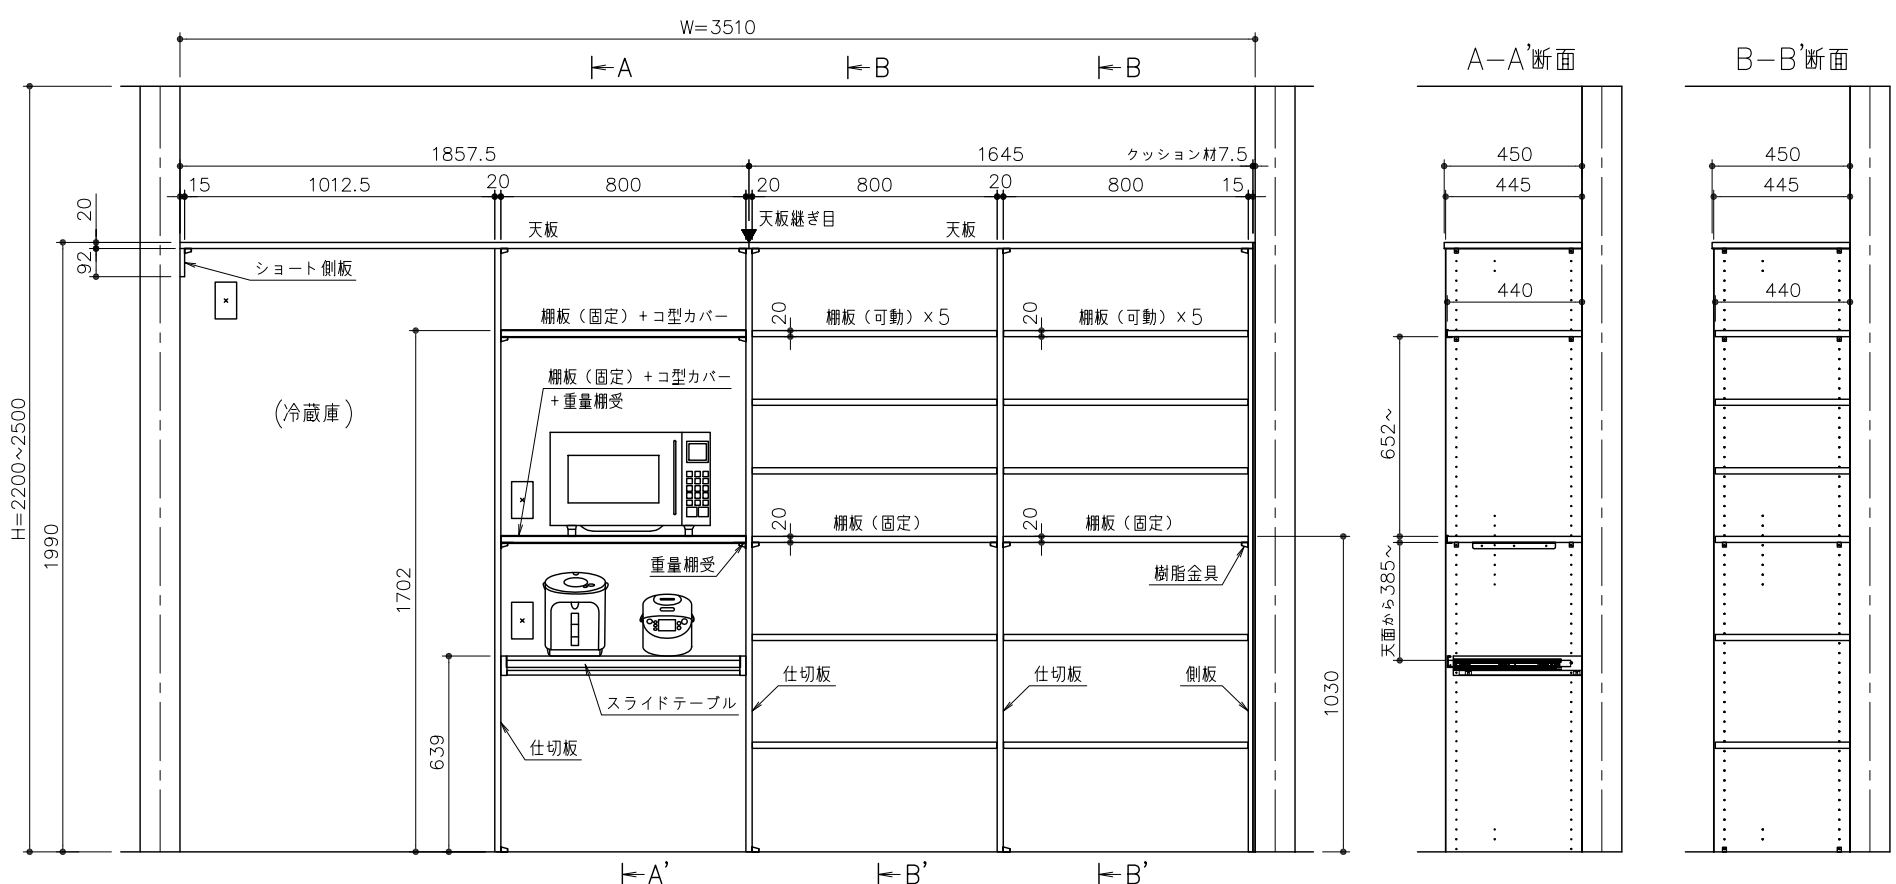 W=3510
A
B
B
A−A'断面
B−B'断面
1857.5
1645
クッション材7.5
450
450
15
1012.5
20
800
20
800
20
800
15
445
445
20
天板
天板継ぎ目
天板
92
ショート側板
440
440
棚板（固定）+コ型カバー
20
棚板（可動）×5
20
棚板（可動）×5
棚板（固定）+コ型カバー
+重量棚受
(冷蔵庫)
H=2200~2500
652~
1990
20
棚板（固定）
20
棚板（固定）
重量棚受
樹脂金具
1702
天面から385~
仕切板
仕切板
側板
スライドテーブル
1030
639
仕切板
A'
B'
B'